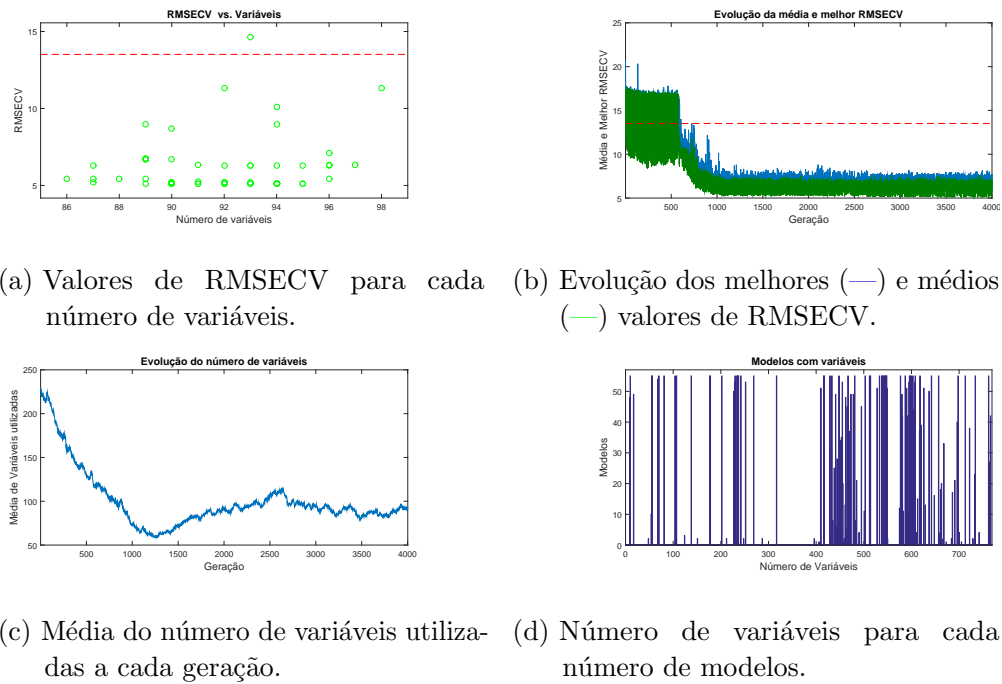 RMSECV vs. Variáveis
15
10
5
RMSECV
86 88 90 92 94 96 98
Número de variáveis
Evolução da média e melhor RMSECV
25
20
15
10
5
Média e Melhor RMSECV
500 1000 1500 2000 2500 3000 3500 4000
Geração
(a) Valores de RMSECV para cada
número de variáveis.
(b) Evolução dos melhores (—) e médios
(—) valores de RMSECV.
Evolução do número de variáveis
250
200
150
100
50
Média de Variáveis utilizadas
500 1000 1500 2000 2500 3000 3500 4000
Geração
Modelos com variáveis
50
40
30
20
10
0
Modelos
0 100 200 300 400 500 600 700
Número de Variáveis
(c) Média do número de variáveis utiliza-
das a cada geração.
(d) Número de variáveis para cada
número de modelos.